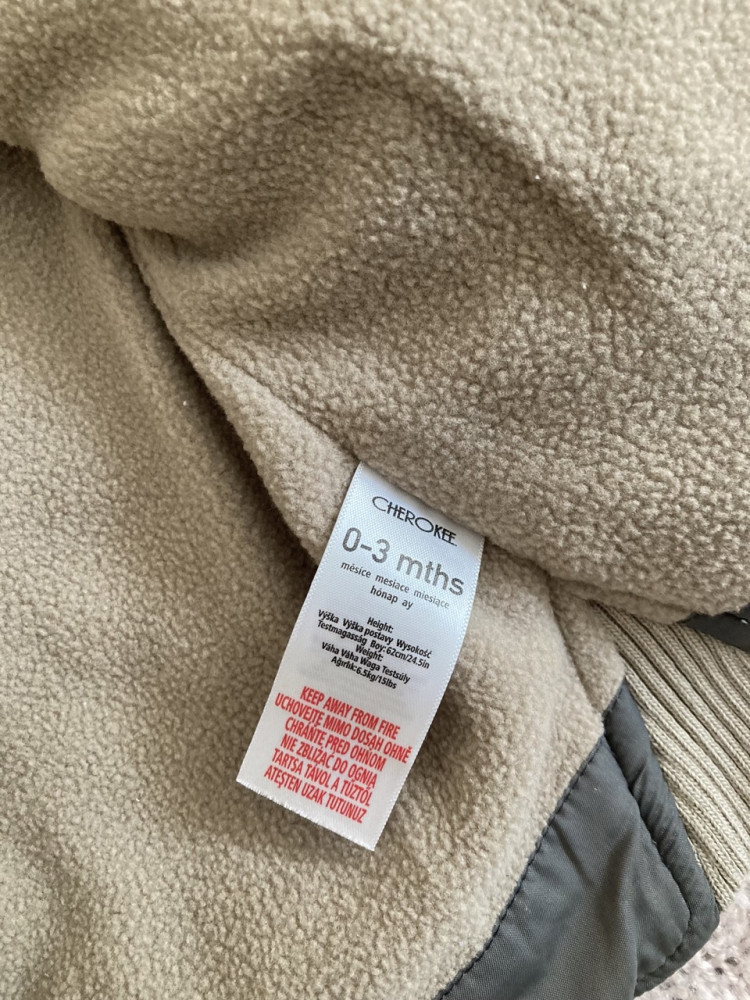 CHEROKEE
0-3 mths
měsíce mesiace miesiące
hónap ay
Height:
Výška Výška postavy Wysokość
Testmagasság Boy: 62cm/24.5in
Weight:
Váha Váha Waga Testsúly
Ağırlık: 6.5kg/15lbs
KEEP AWAY FROM FIRE
UCHOVEJTE MIMO DOSAH OHNĚ
CHRÁŇTE PRED OHŇOM
NIE ZBLIŻAĆ DO OGNIA
TARTSA TÁVOL A TŰZTŐL
ATEŞTEN UZAK TUTUNUZ